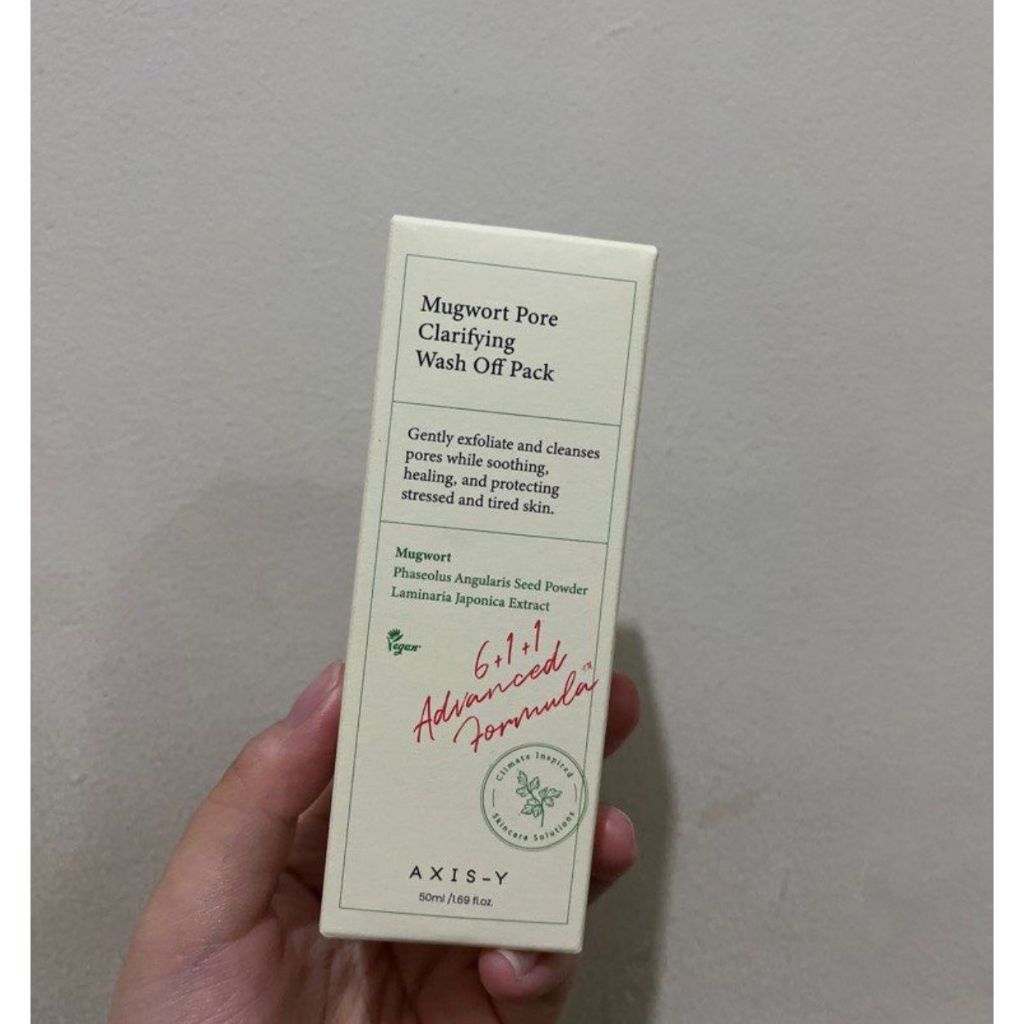 Mugwort Pore
Clarifying
Wash Off Pack
Gently exfoliate and cleanses
pores while soothing,
healing, and protecting
stressed and tired skin.
Mugwort
Phaseolus Angularis Seed Powder
Laminaria Japonica Extract
Vegan
6+1+1
Advanced
Formula™
Climate Inspired
Skincare Solutions
AXIS-Y
50ml /1.69 fl.oz.